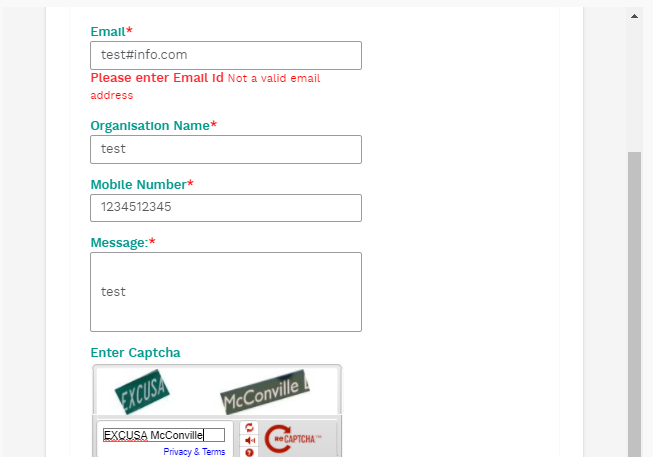 Email*
test#info.com
Please enter Email id Not a valid email
address
Organisation Name*
test
Mobile Number*
1234512345
Message:*
test
Enter Captcha
EXCUSA McConville
EXCUSA McConville
reCAPTCHA™
Privacy & Terms